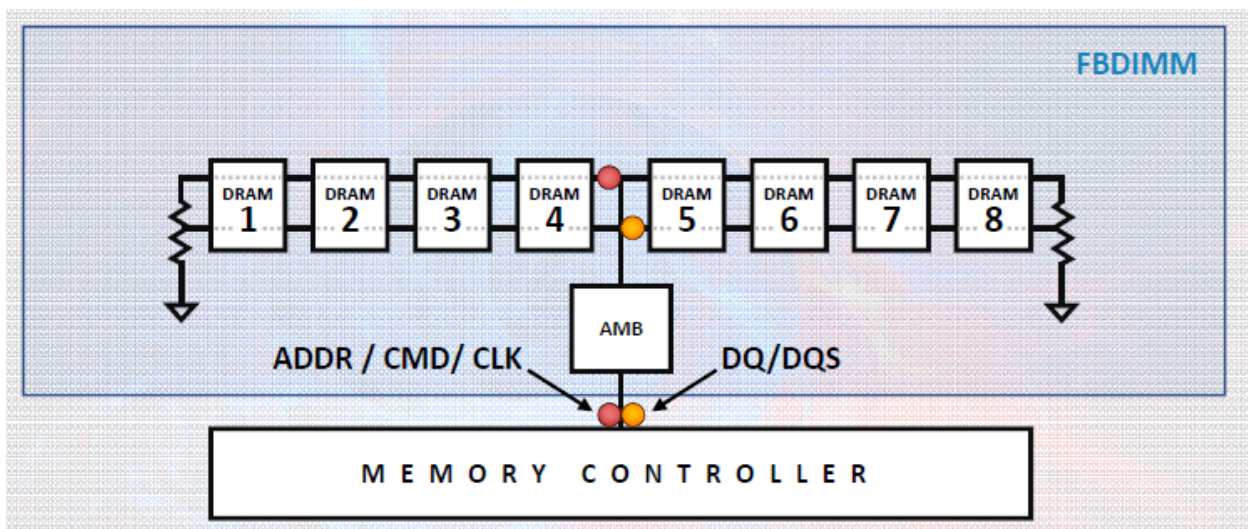 FBDIMM
DRAM DRAM DRAM DRAM DRAM DRAM DRAM DRAM
1 2 3 4 5 6 7 8
AMB
ADDR / CMD/ CLK DQ/DQS
MEMORY CONTROLLER